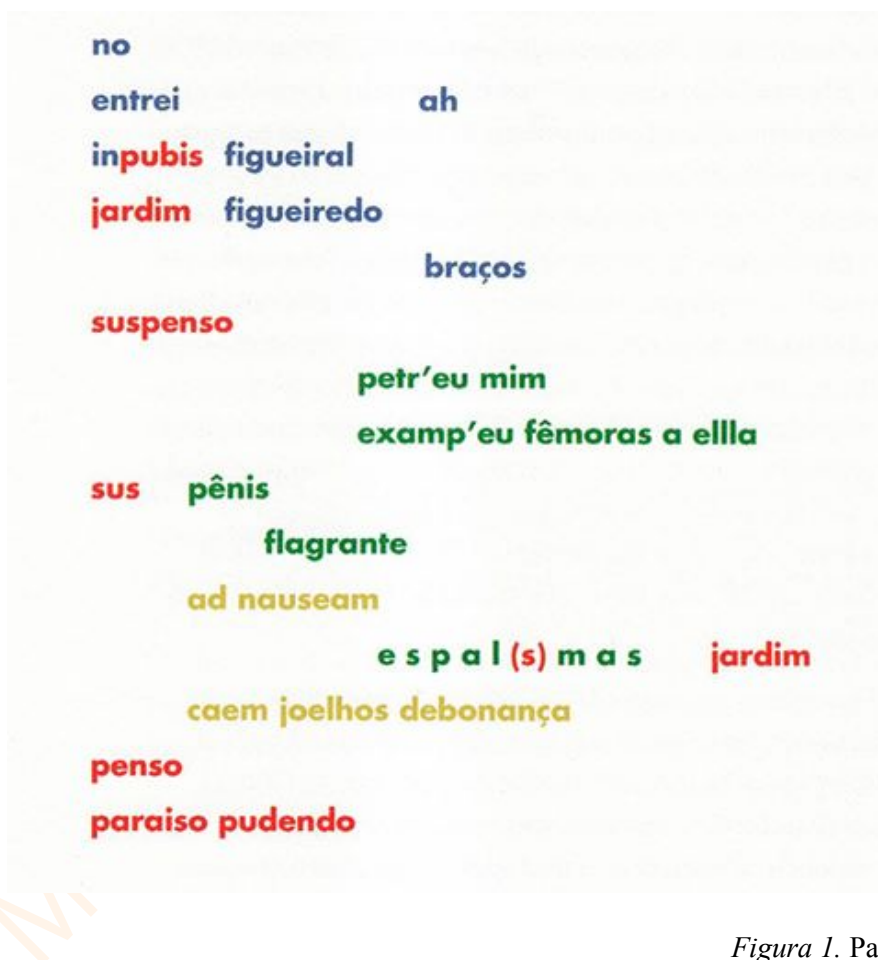 no
entrei ah
inpubis figueiral
jardim figueiredo
braços
suspenso
petr'eu mim
examp'eu fêmoras a ellla
sus pênis
flagrante
ad nauseam
e s p a l (s) m a s jardim
caem joelhos debonança
penso
paraiso pudendo
Figura 1. Pa